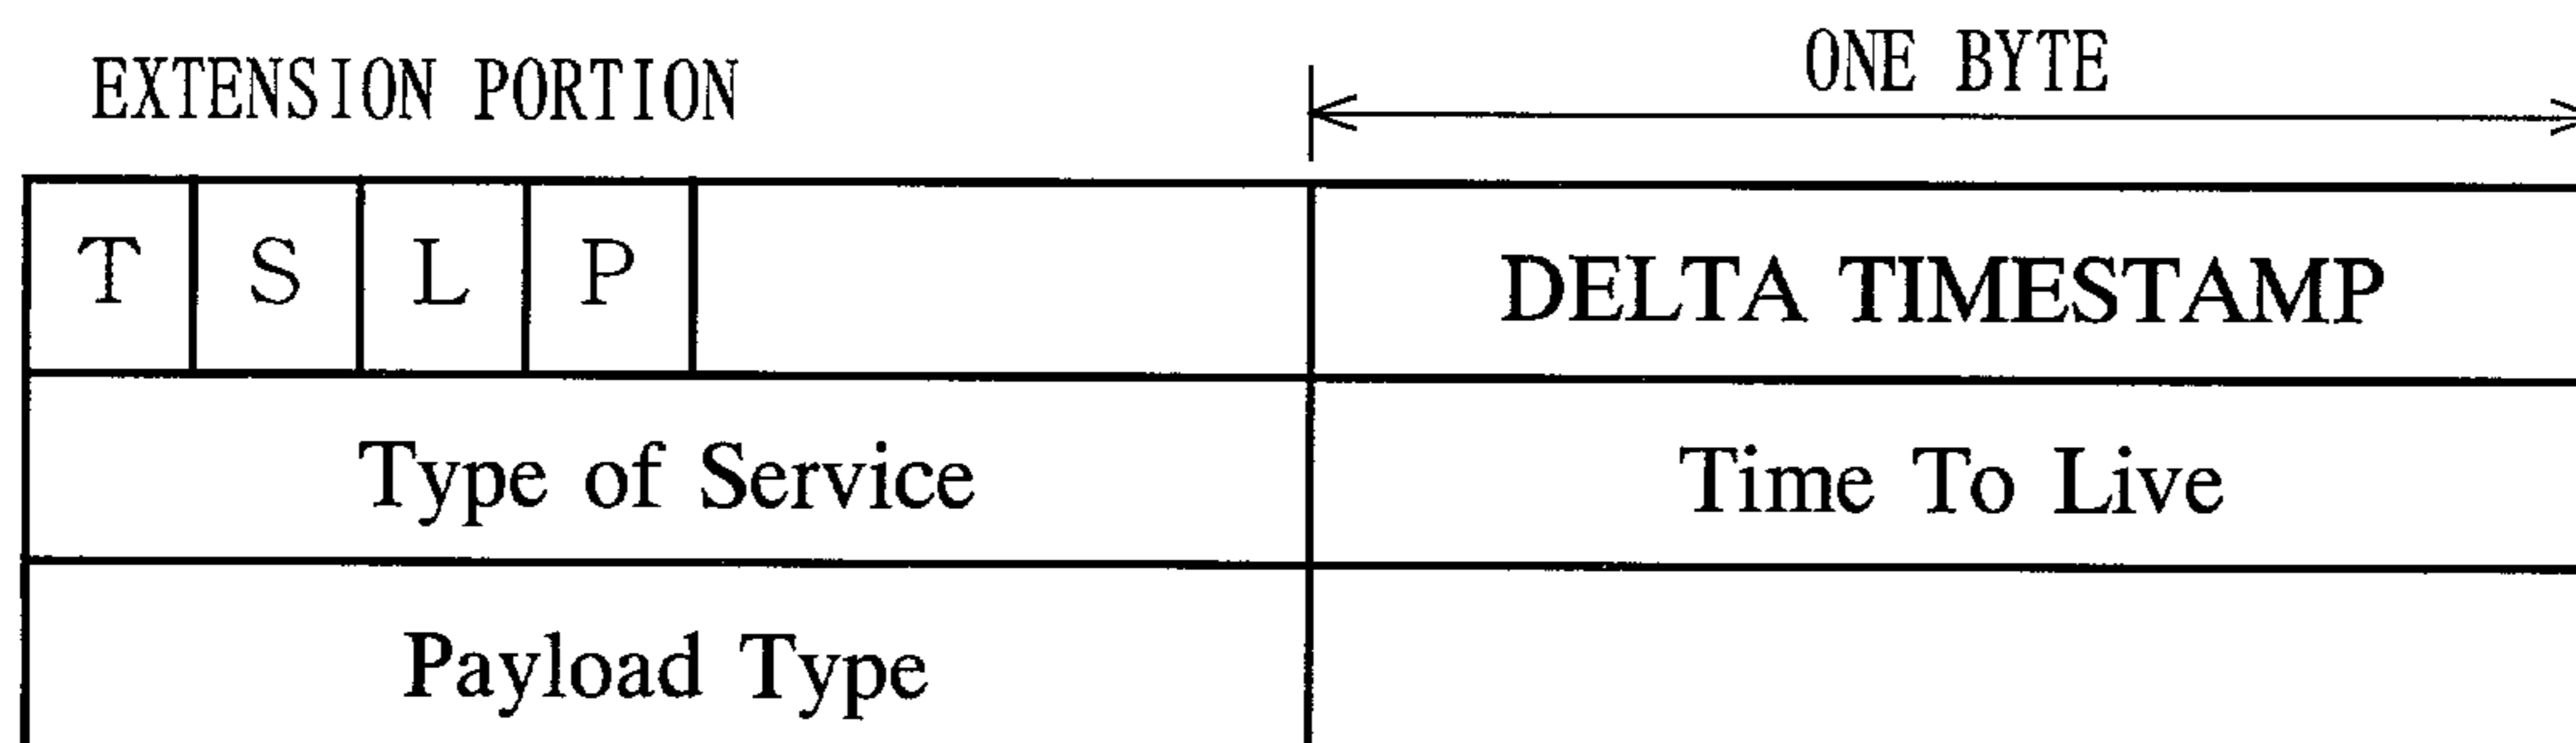 ONE BYTE
EXTENSION PORTION
T S L P DELTA TIMESTAMP
Type of Service Time To Live
Payload Type